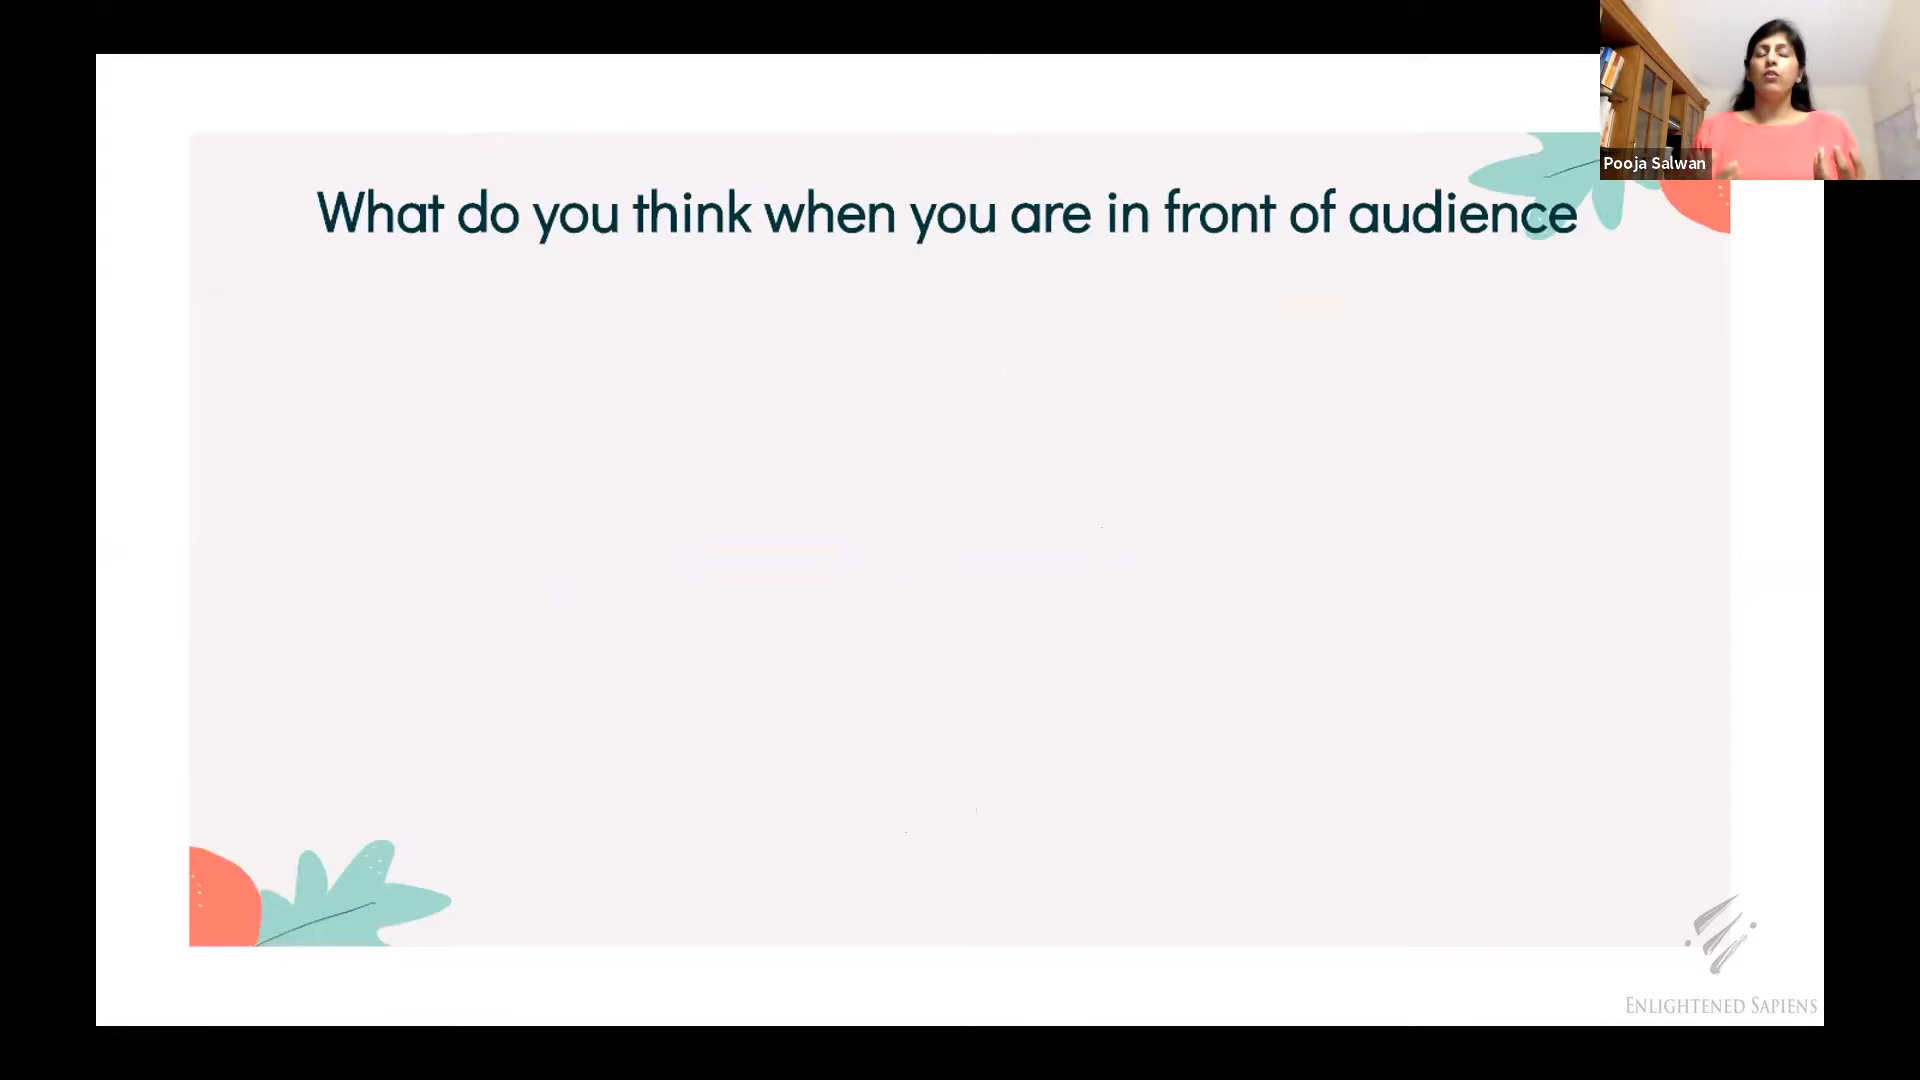 Pooja Salwan
What do you think when you are in front of audience
ENLIGHTENED SAPIENS